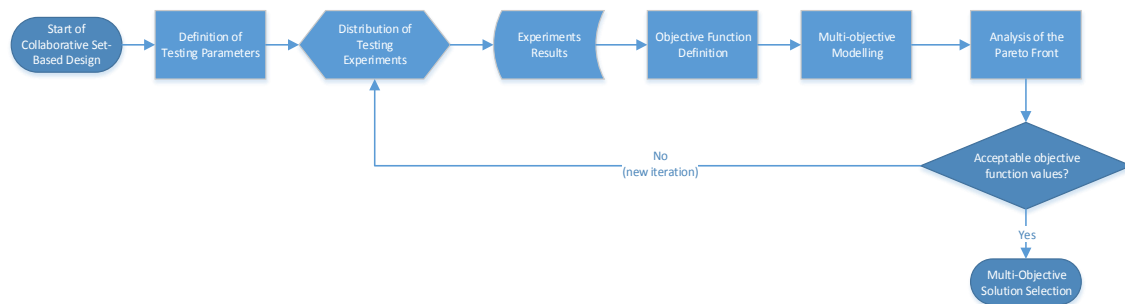 Start of
Collaborative Set-
Based Design
Definition of
Testing Parameters
Distribution of
Testing
Experiments
Experiments
Results
Objective Function
Definition
Multi-objective
Modelling
Analysis of the
Pareto Front
Acceptable objective
function values?
No
(new iteration)
Yes
Multi-Objective
Solution Selection